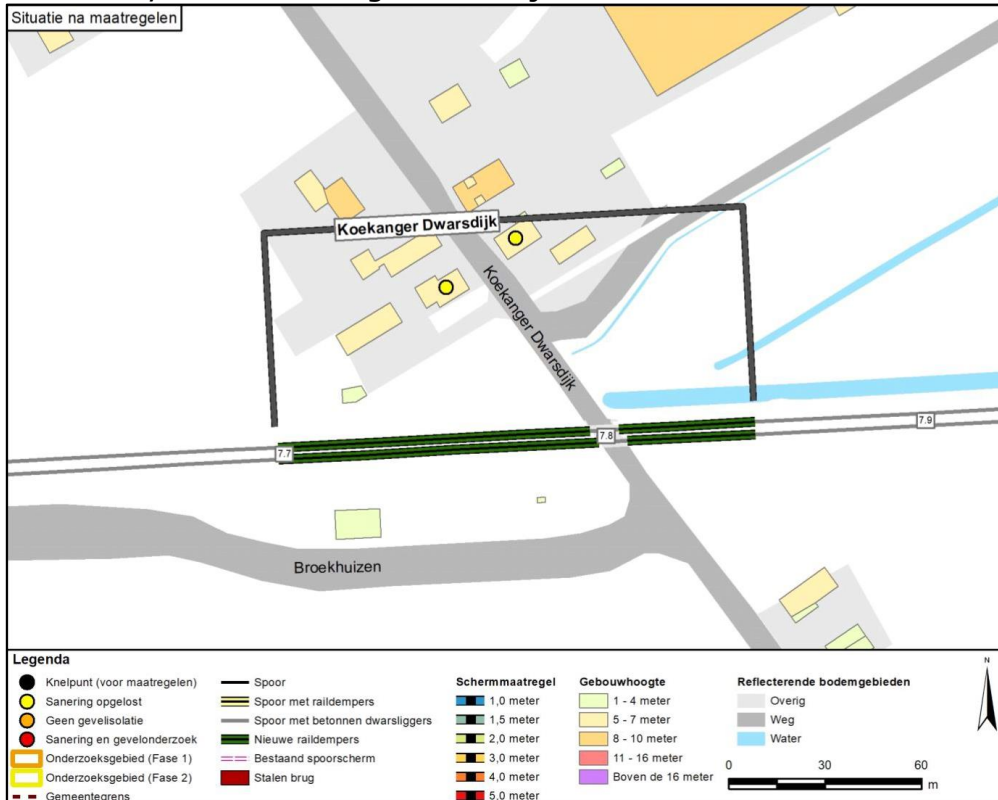 Situatie na maatregelen
Koekanger Dwarsdijk
Koekanger Dwarsdijk
7.9
7.8
7.7
Broekhuizen
N
Legenda
Knelpunt (voor maatregelen)
Sanering opgelost
Geen gevelisolatie
Sanering en gevelonderzoek
Onderzoeksgebied (Fase 1)
Onderzoeksgebied (Fase 2)
Gemeentegrens
Spoor
Spoor met raildempers
Spoor met betonnen dwarsliggers
Nieuwe raildempers
Bestaand spoorscherm
Stalen brug
Schermmaatregel
1,0 meter
1,5 meter
2,0 meter
3,0 meter
4,0 meter
5,0 meter
Gebouwhoogte
1 - 4 meter
5 - 7 meter
8 - 10 meter
11 - 16 meter
Boven de 16 meter
Reflecterende bodemgebieden
Overig
Weg
Water
0 30 60
m